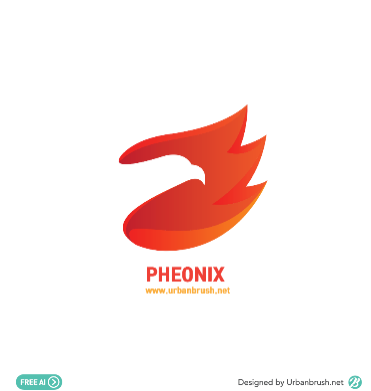 PHEONIX
www.urbanbrush.net
FREE AI
Designed by Urbanbrush.net